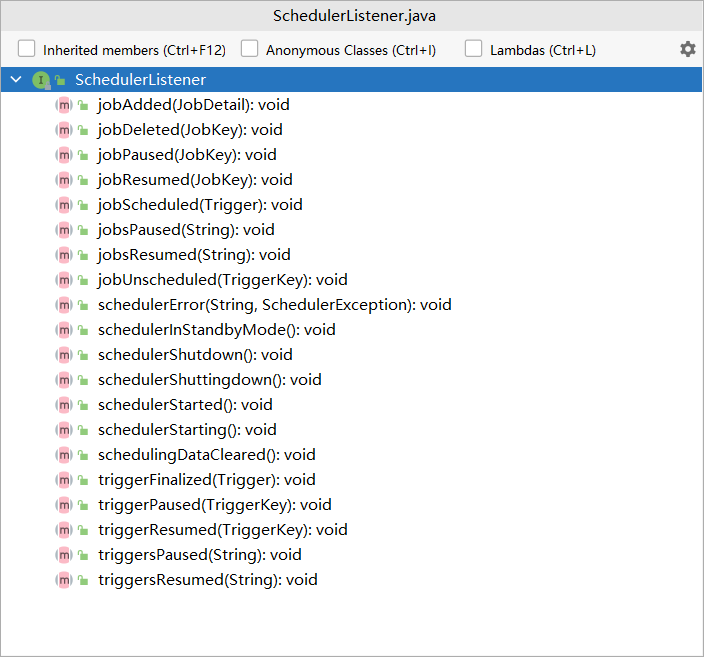 SchedulerListener.java
Inherited members (Ctrl+F12) Anonymous Classes (Ctrl+I) Lambdas (Ctrl+L)
I SchedulerListener
m jobAdded(JobDetail): void
m jobDeleted(JobKey): void
m jobPaused(JobKey): void
m jobResumed(JobKey): void
m jobScheduled(Trigger): void
m jobsPaused(String): void
m jobsResumed(String): void
m jobUnscheduled(TriggerKey): void
m schedulerError(String, SchedulerException): void
m schedulerInStandbyMode(): void
m schedulerShutdown(): void
m schedulerShuttingdown(): void
m schedulerStarted(): void
m schedulerStarting(): void
m schedulingDataCleared(): void
m triggerFinalized(Trigger): void
m triggerPaused(TriggerKey): void
m triggerResumed(TriggerKey): void
m triggersPaused(String): void
m triggersResumed(String): void